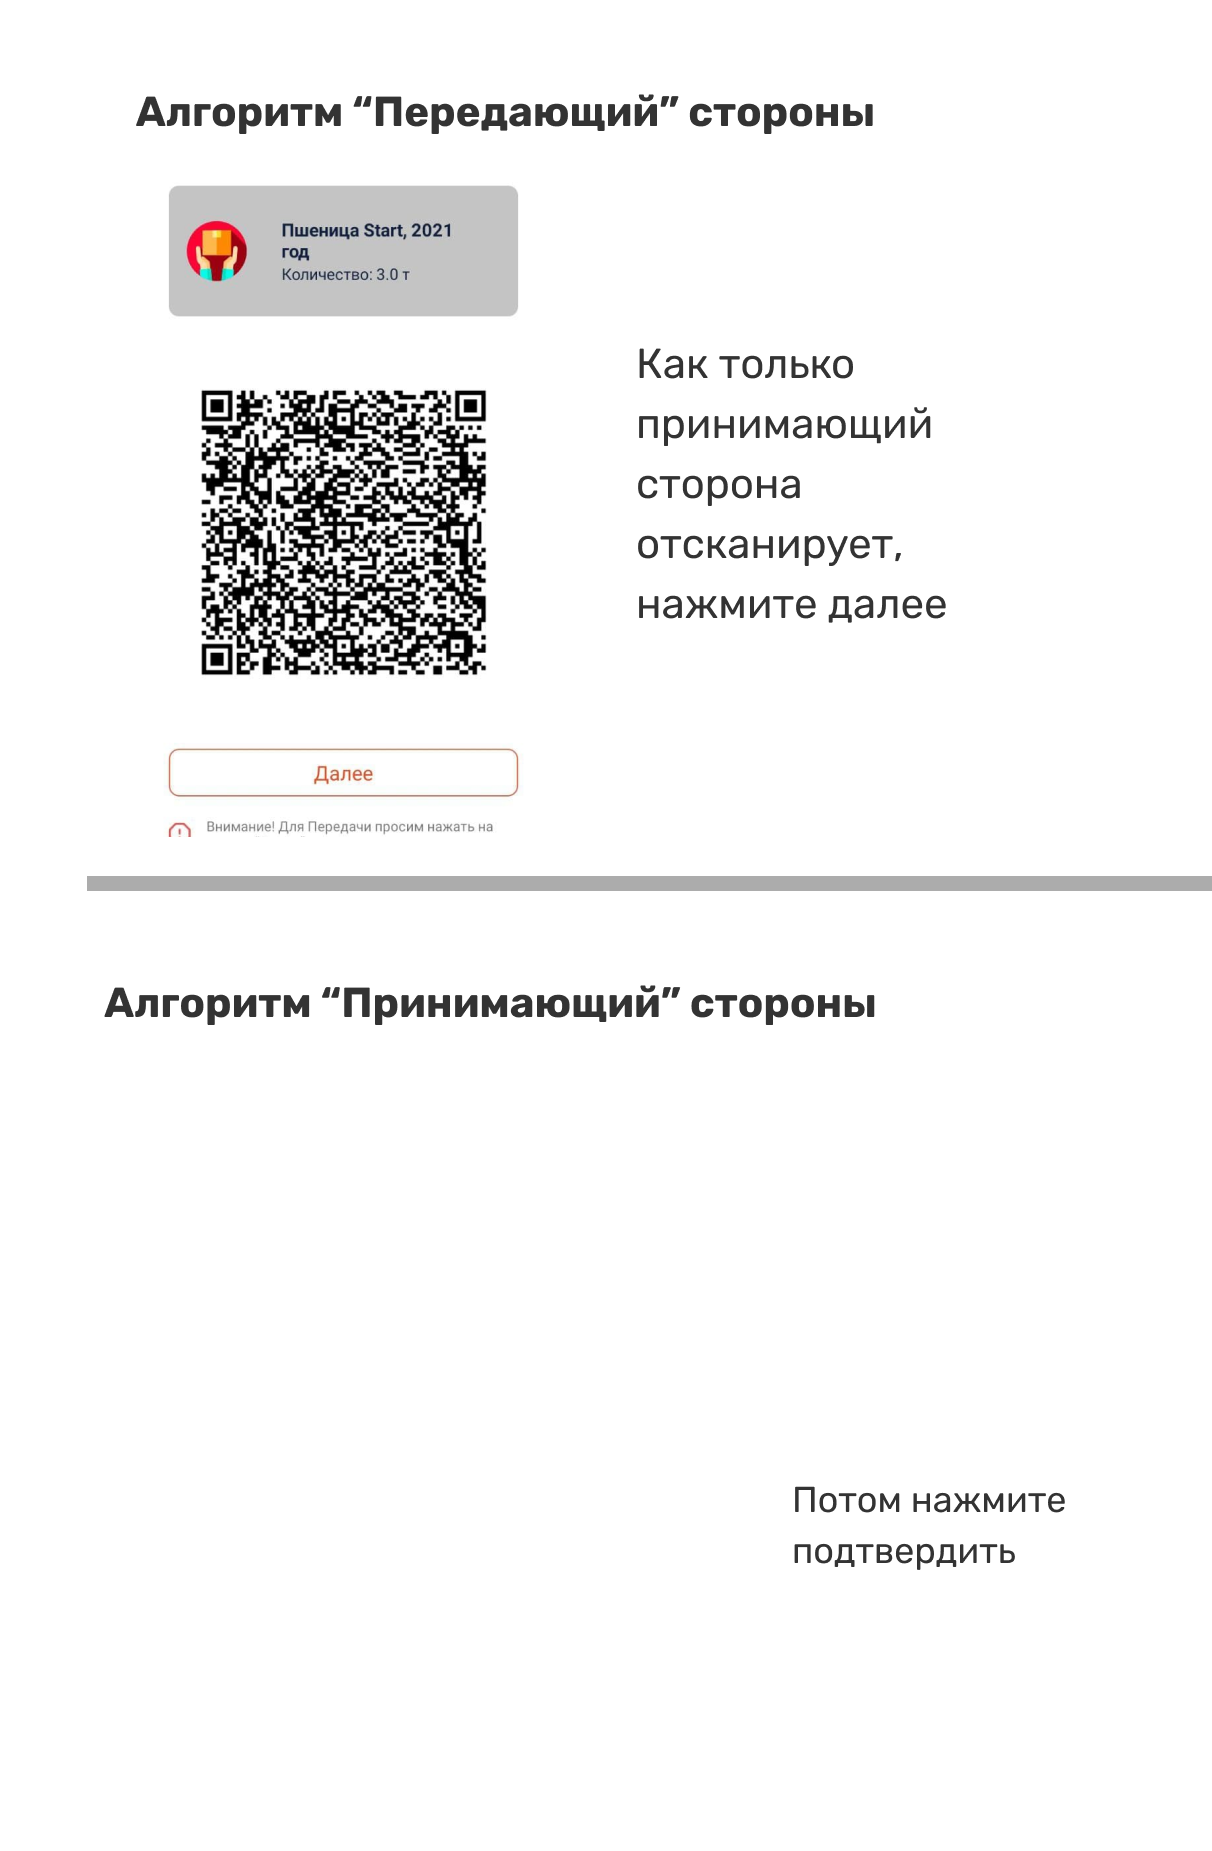 Алгоритм “Передающий” стороны
Пшеница Start, 2021
год
Количество: 3.0 т
Как только
принимающий
сторона
отсканирует,
нажмите далее
Далее
Внимание! Для Передачи просим нажать на
Алгоритм “Принимающий” стороны
Потом нажмите
подтвердить